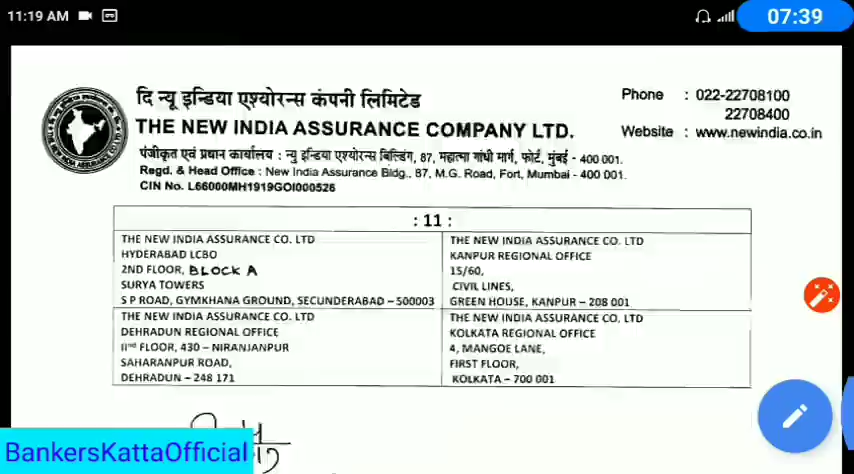 11:19 AM
07:39
दि न्यू इन्डिया एश्योरन्स कंपनी लिमिटेड
THE NEW INDIA ASSURANCE COMPANY LTD.
पंजीकृत एवं प्रधान कार्यालय : न्यु इन्डिया एश्योरन्स बिल्डिंग, 87, महात्मा गांधी मार्ग, फोर्ट, मुंबई - 400 001.
Regd. & Head Office : New India Assurance Bldg., 87, M.G. Road, Fort, Mumbai - 400 001.
CIN No. L66000MH1919GOI000526
Phone : 022-22708100
22708400
Website : www.newindia.co.in
: 11 :
THE NEW INDIA ASSURANCE CO. LTD
HYDERABAD LCBO
2ND FLOOR, BLOCK A
SURYA TOWERS
S P ROAD, GYMKHANA GROUND, SECUNDERABAD – 500003
THE NEW INDIA ASSURANCE CO. LTD
KANPUR REGIONAL OFFICE
15/60,
CIVIL LINES,
GREEN HOUSE, KANPUR – 208 001
THE NEW INDIA ASSURANCE CO. LTD
DEHRADUN REGIONAL OFFICE
IInd FLOOR, 430 – NIRANJANPUR
SAHARANPUR ROAD,
DEHRADUN – 248 171
THE NEW INDIA ASSURANCE CO. LTD
KOLKATA REGIONAL OFFICE
4, MANGOE LANE,
FIRST FLOOR,
KOLKATA – 700 001
BankersKattaOfficial